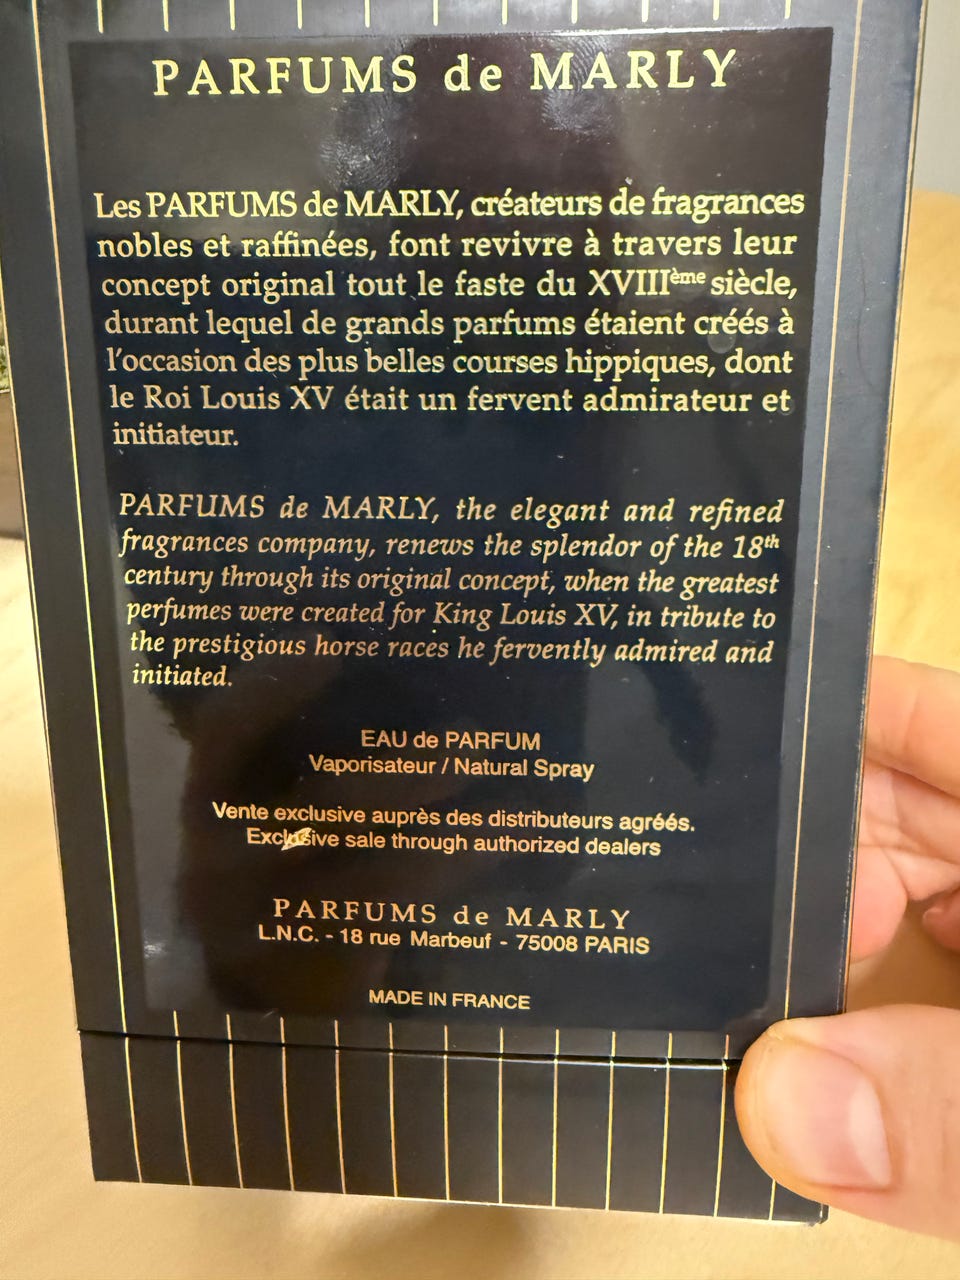 PARFUMS de MARLY
Les PARFUMS de MARLY, créateurs de fragrances
nobles et raffinées, font revivre à travers leur
concept original tout le faste du XVIIIème siècle,
durant lequel de grands parfums étaient créés à
l'occasion des plus belles courses hippiques, dont
le Roi Louis XV était un fervent admirateur et
initiateur.
PARFUMS de MARLY, the elegant and refined
fragrances company, renews the splendor of the 18th
century through its original concept, when the greatest
perfumes were created for King Louis XV, in tribute to
the prestigious horse races he fervently admired and
initiated.
EAU de PARFUM
Vaporisateur / Natural Spray
Vente exclusive auprès des distributeurs agréés.
Exclusive sale through authorized dealers
PARFUMS de MARLY
L.N.C. - 18 rue Marbeuf - 75008 PARIS
MADE IN FRANCE